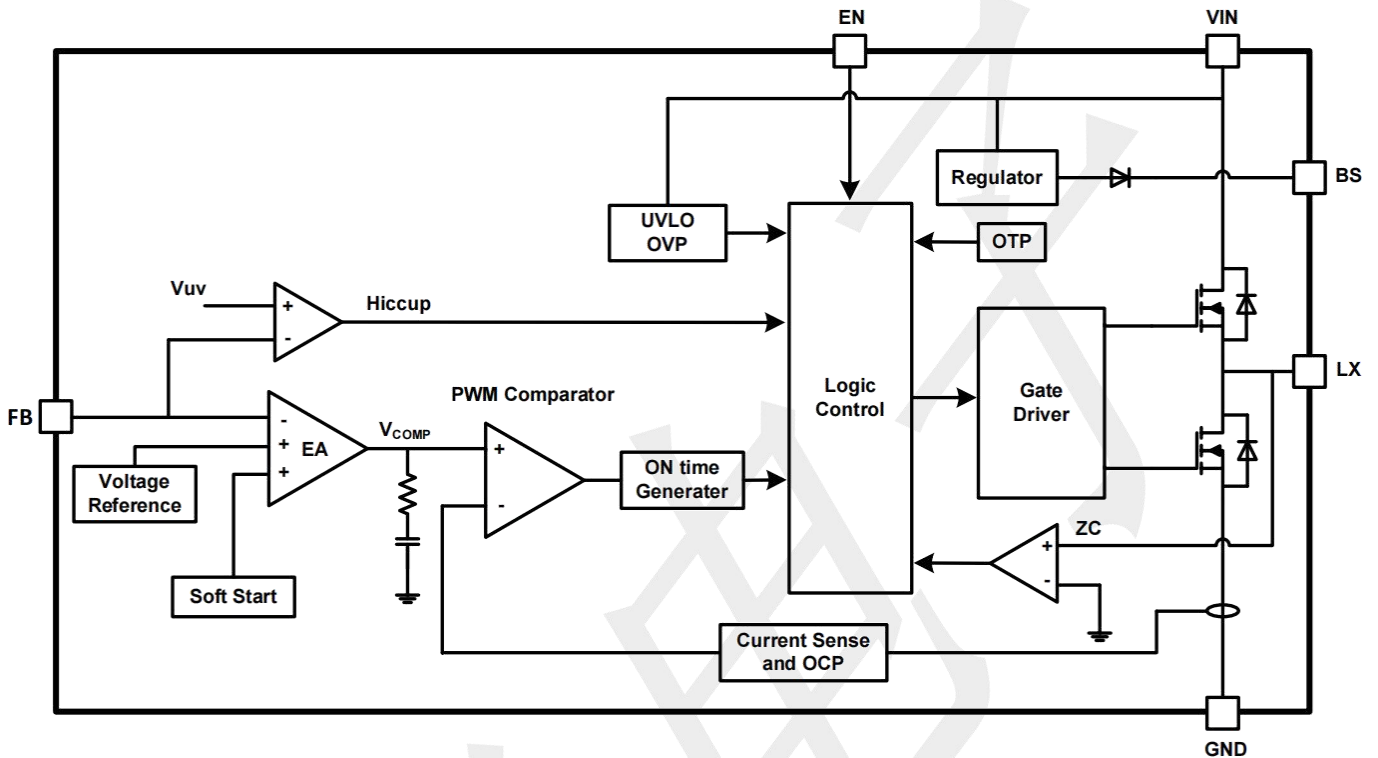 EN
VIN
Regulator
BS
UVLO
OVP
OTP
Vuv
+
-
Hiccup
FB
-
+
+
EA
Voltage
Reference
Soft Start
VCOMP
PWM Comparator
+
-
ON time
Generater
Logic
Control
Gate
Driver
LX
ZC
+
-
Current Sense
and OCP
GND